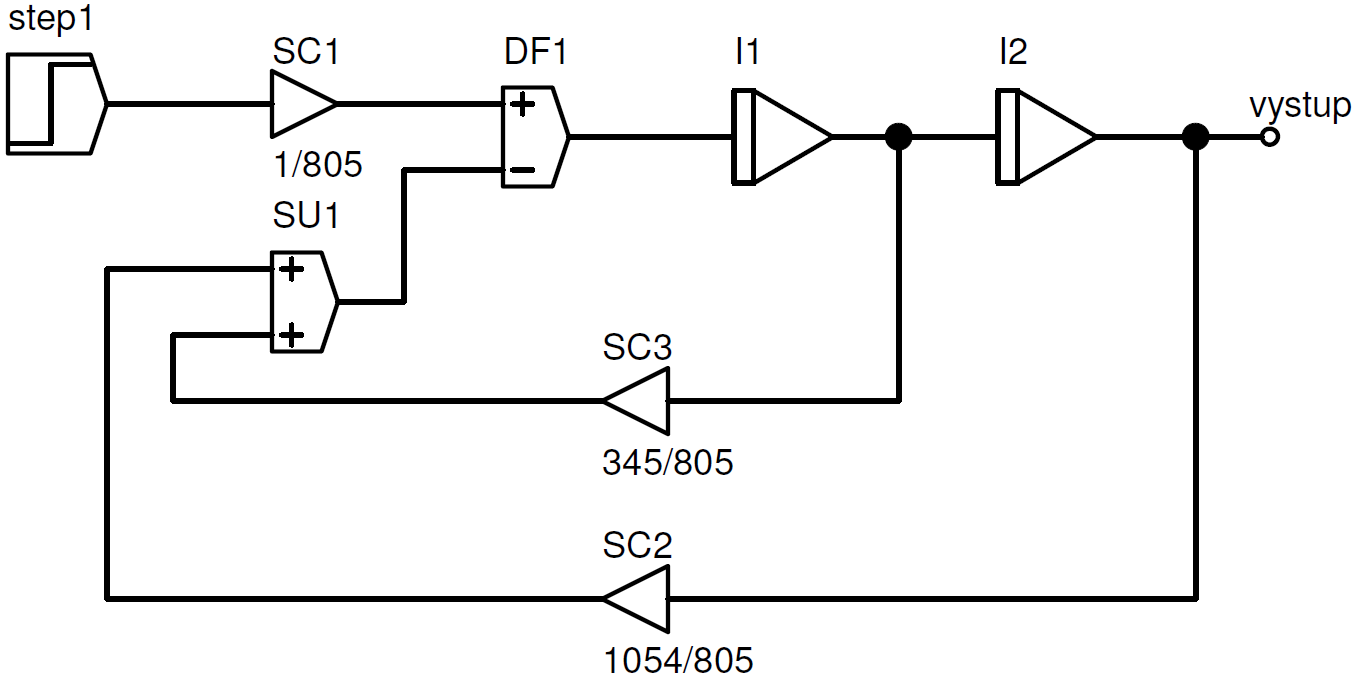 step1
SC1
DF1
I1
I2
vystup
+
−
1/805
SU1
+
+
SC3
345/805
SC2
1054/805